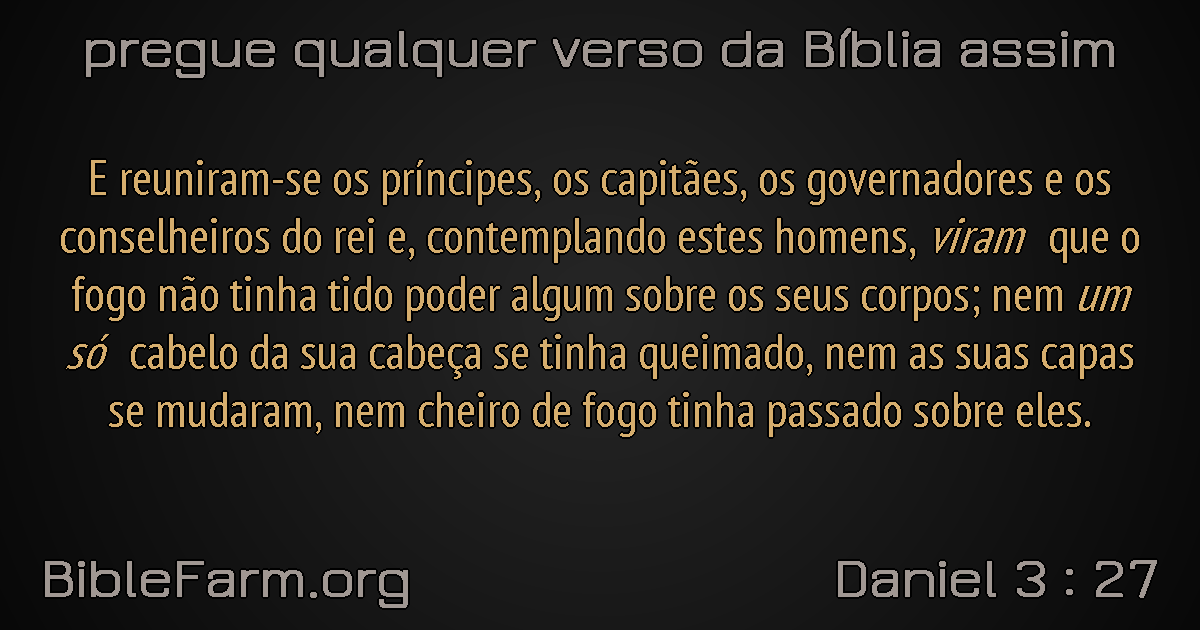 pregue qualquer verso da Bíblia assim
E reuniram-se os príncipes, os capitães, os governadores e os
conselheiros do rei e, contemplando estes homens, viram que o
fogo não tinha tido poder algum sobre os seus corpos; nem um
só cabelo da sua cabeça se tinha queimado, nem as suas capas
se mudaram, nem cheiro de fogo tinha passado sobre eles.
BibleFarm.org
Daniel 3 : 27